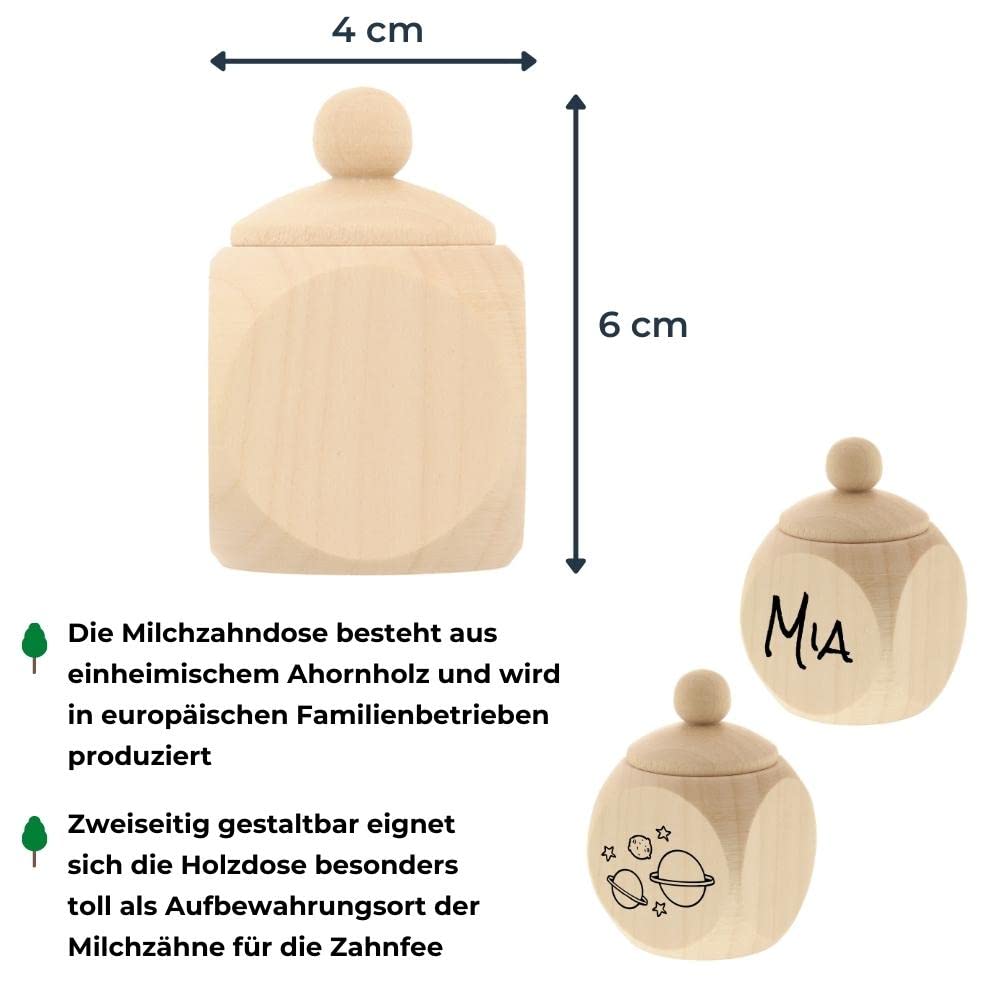 4 cm
6 cm
Die Milchzahndose besteht aus
einheimischem Ahornholz und wird
in europäischen Familienbetrieben
produziert
MIA
Zweiseitig gestaltbar eignet
sich die Holzdose besonders
toll als Aufbewahrungsort der
Milchzähne für die Zahnfee